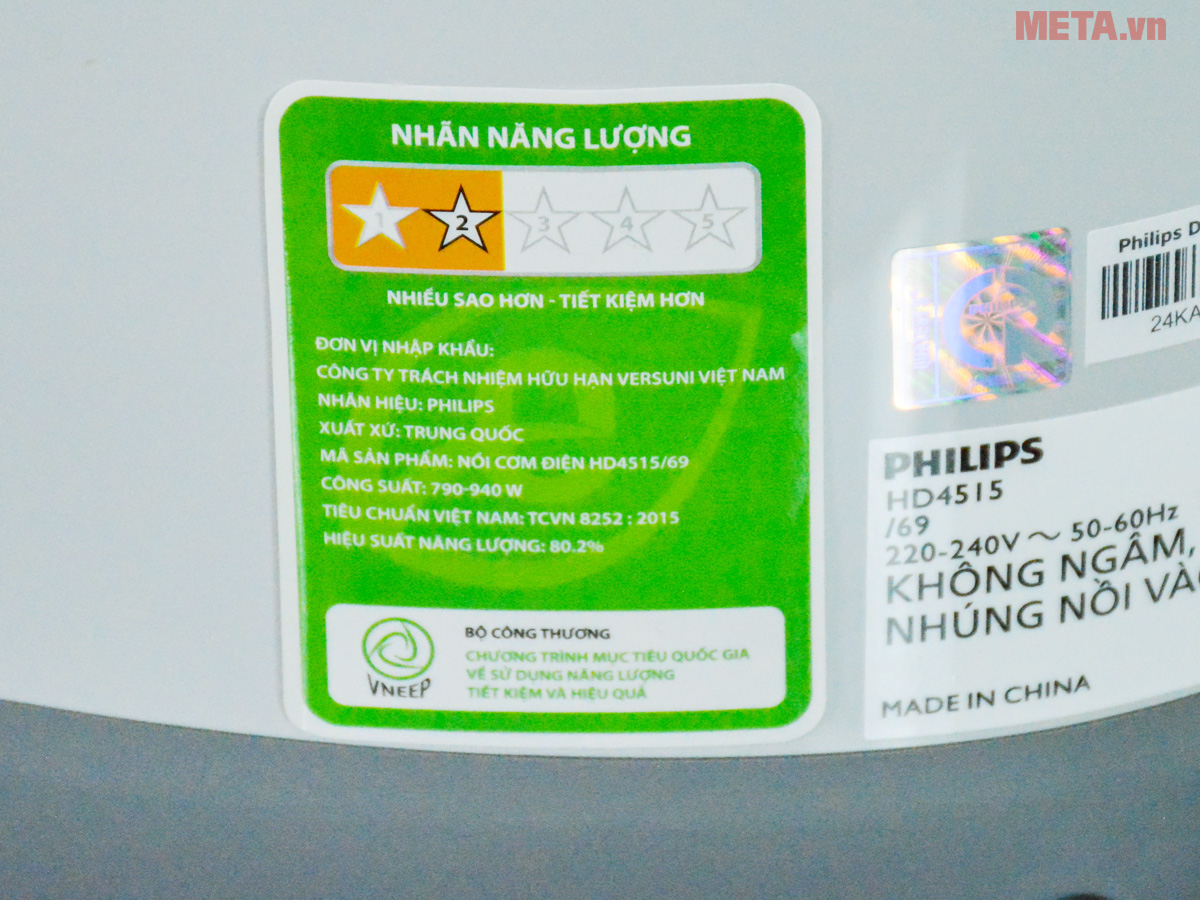 META.vn
NHÃN NĂNG LƯỢNG
1 2 3 4 5
NHIỀU SAO HƠN - TIẾT KIỆM HƠN
ĐƠN VỊ NHẬP KHẨU:
CÔNG TY TRÁCH NHIỆM HỮU HẠN VERSUNI VIỆT NAM
NHÃN HIỆU: PHILIPS
XUẤT XỨ: TRUNG QUỐC
MÃ SẢN PHẨM: NỒI CƠM ĐIỆN HD4515/69
CÔNG SUẤT: 790-940 W
TIÊU CHUẨN VIỆT NAM: TCVN 8252 : 2015
HIỆU SUẤT NĂNG LƯỢNG: 80.2%
VNEEP
BỘ CÔNG THƯƠNG
CHƯƠNG TRÌNH MỤC TIÊU QUỐC GIA
VỀ SỬ DỤNG NĂNG LƯỢNG
TIẾT KIỆM VÀ HIỆU QUẢ
Philips D
24KA
PHILIPS
HD4515
/69
220-240V ~ 50-60Hz
KHÔNG NGÂM,
NHÚNG NỒI VÀO
MADE IN CHINA